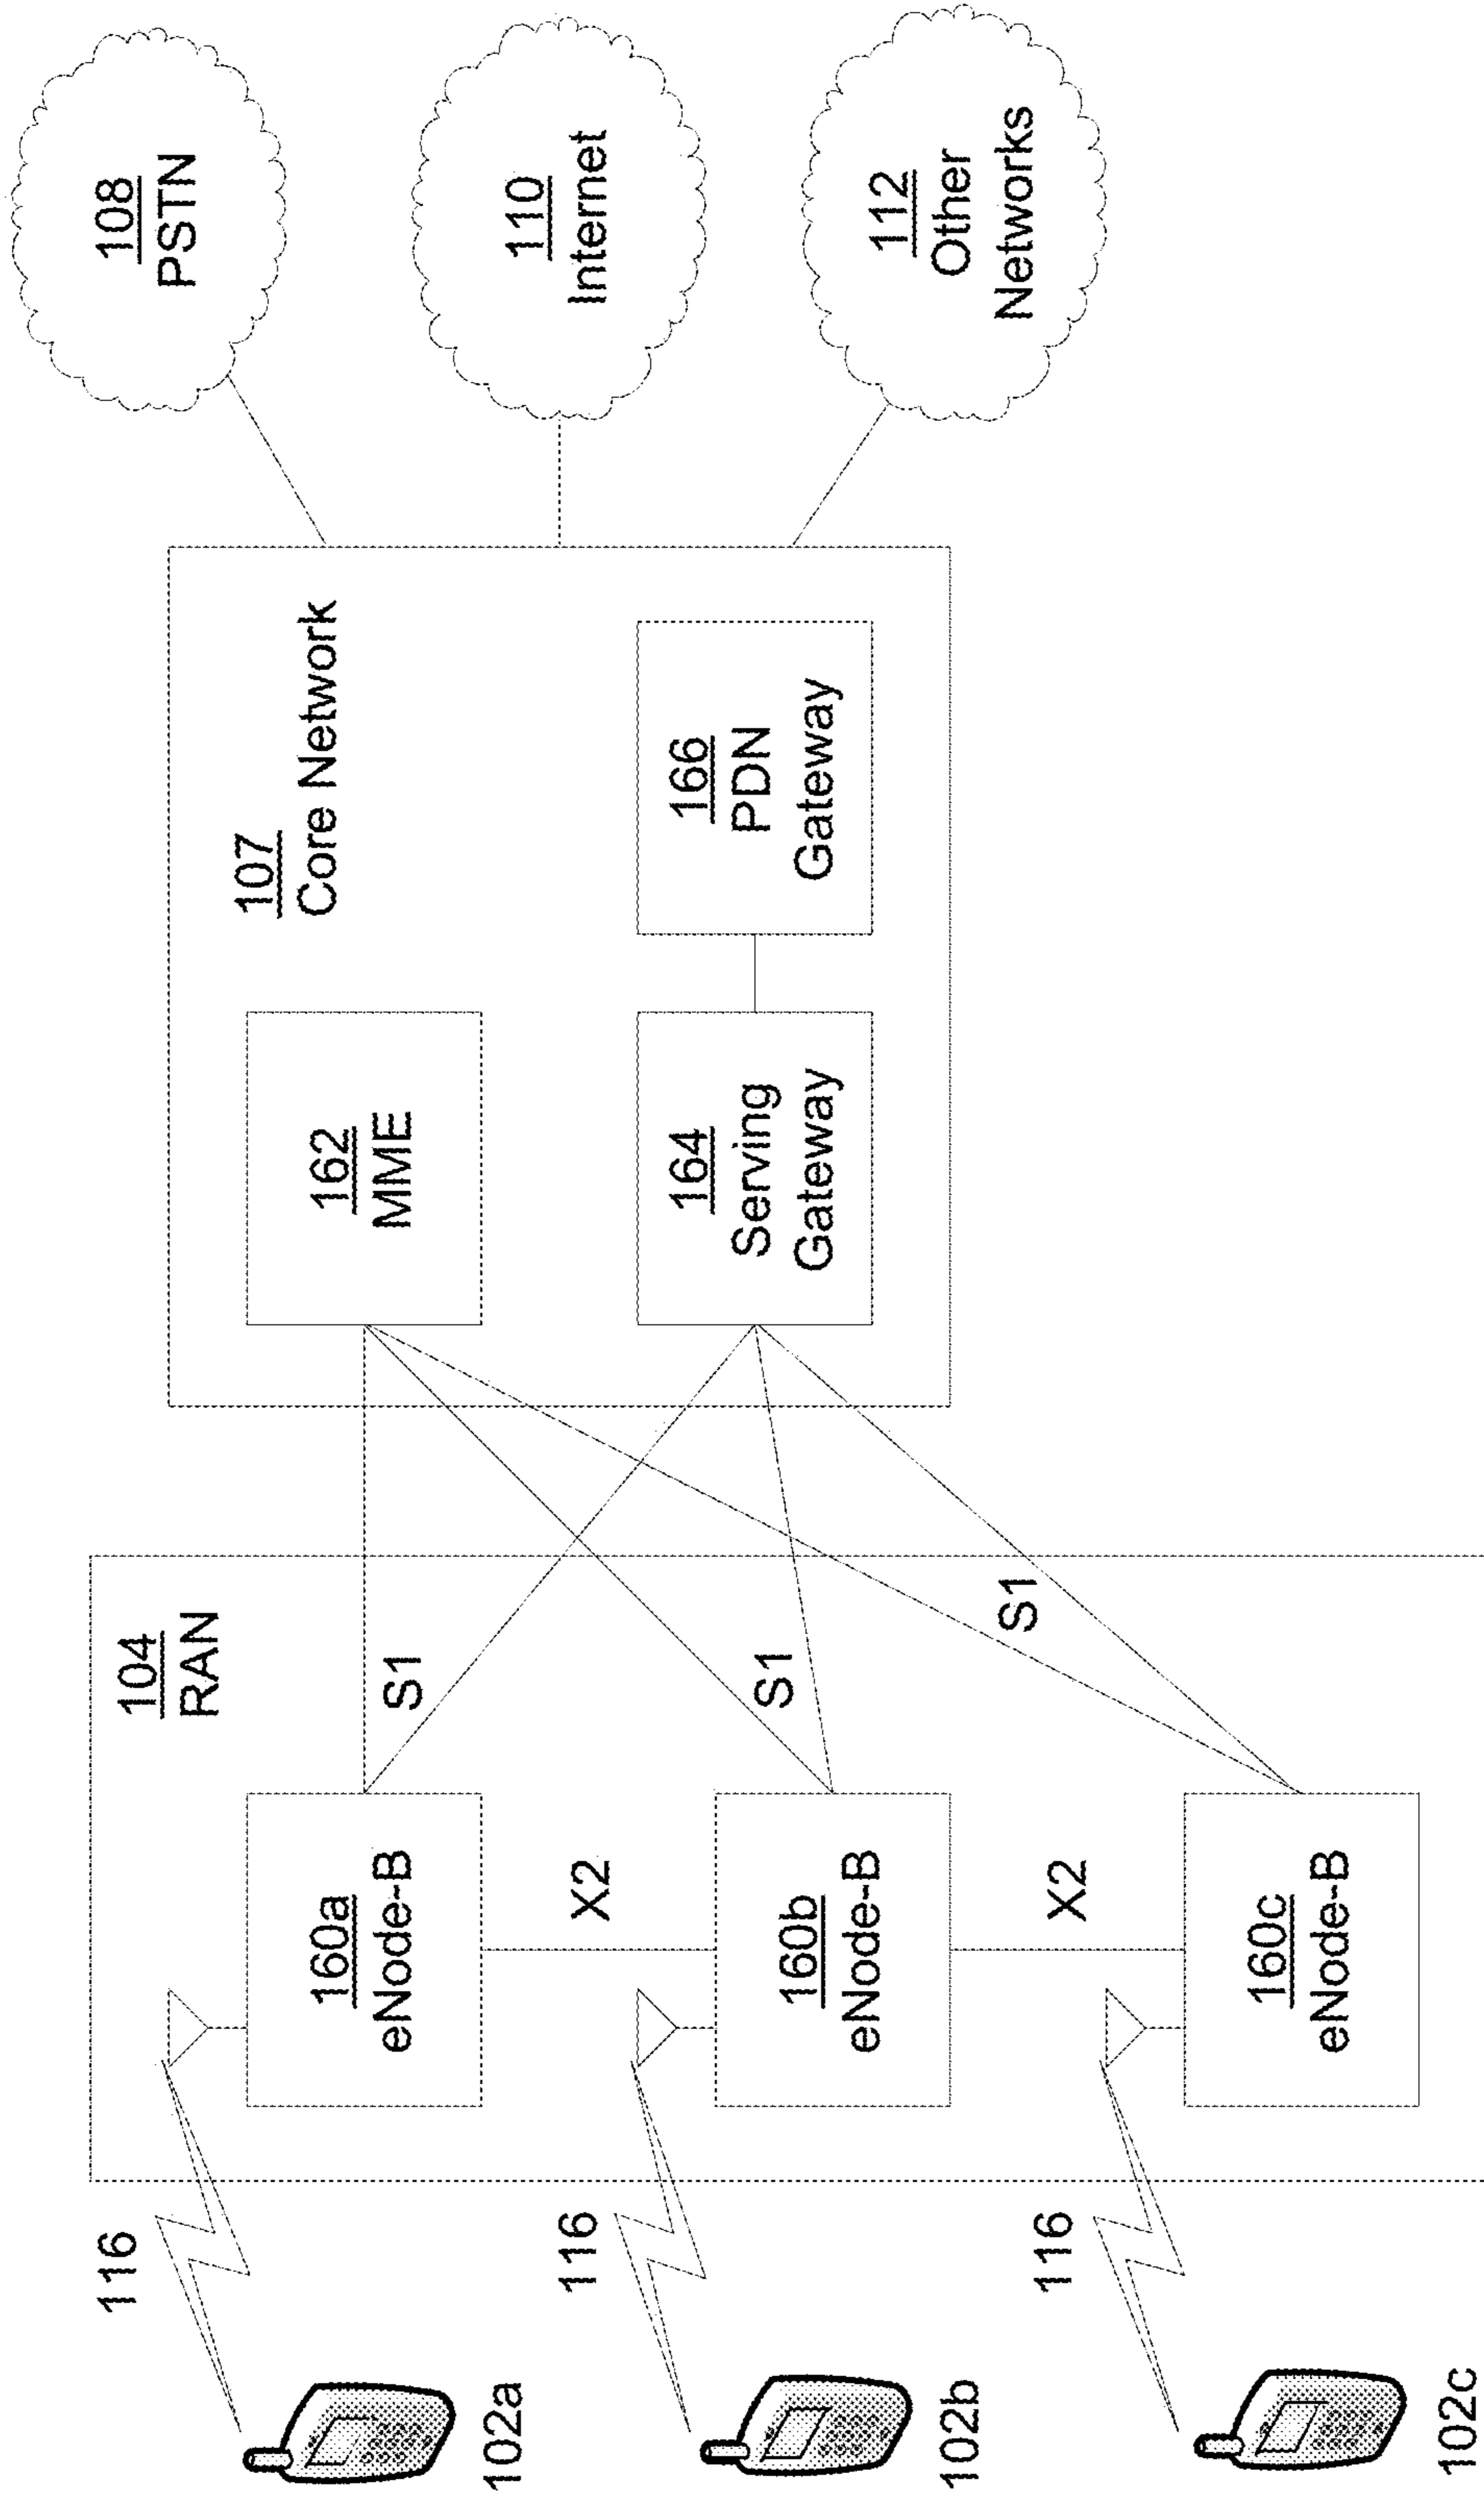 108
PSTN
110
Internet
112
Other
Networks
107
Core Network
162
MME
166
PDN
Gateway
164
Serving
Gateway
104
RAN
S1
S1
S1
160a
eNode-B
X2
160b
eNode-B
X2
160c
eNode-B
116
116
116
102a
102b
102c